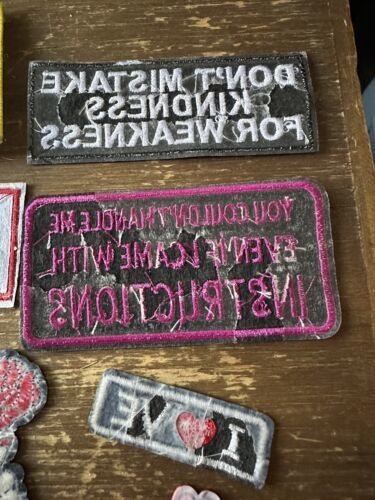 DON'T MISTAKE
KINDNESS
FOR WEAKNESS
YOU COULDN'T HANDLE ME
EVEN IF I CAME WITH
INSTRUCTIONS